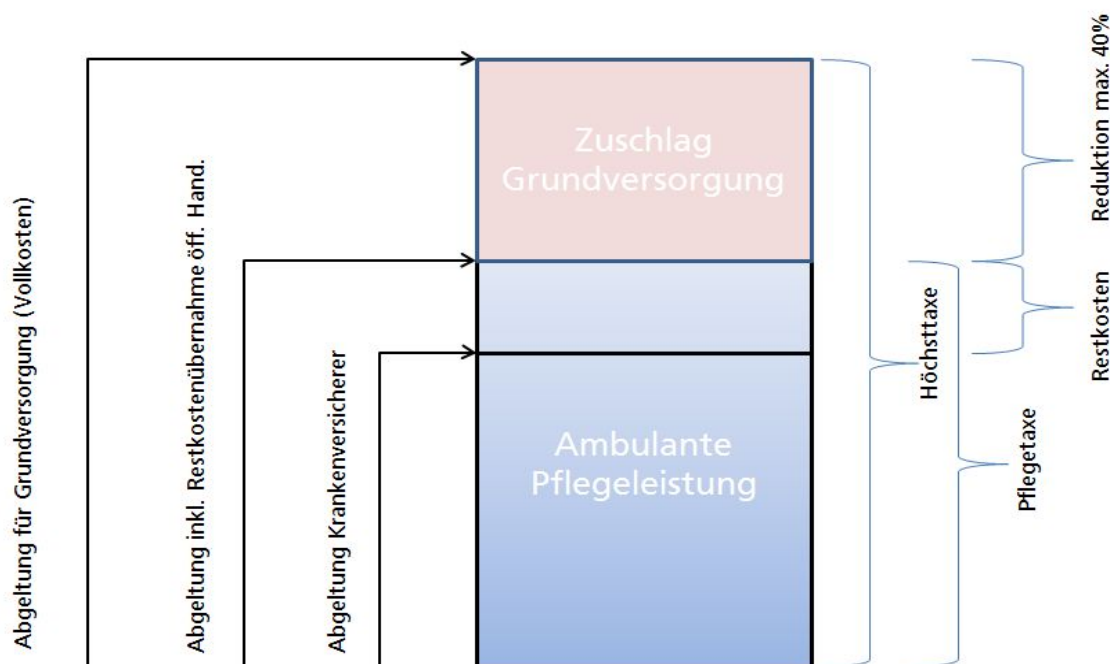 Abgeltung für Grundversorgung (Vollkosten)
Abgeltung inkl. Restkostenübernahme öff. Hand.
Abgeltung Krankenversicherer
Zuschlag
Grundversorgung
Ambulante
Pflegeleistung
Höchsttaxe
Pflegetaxe
Reduktion max. 40%
Restkosten